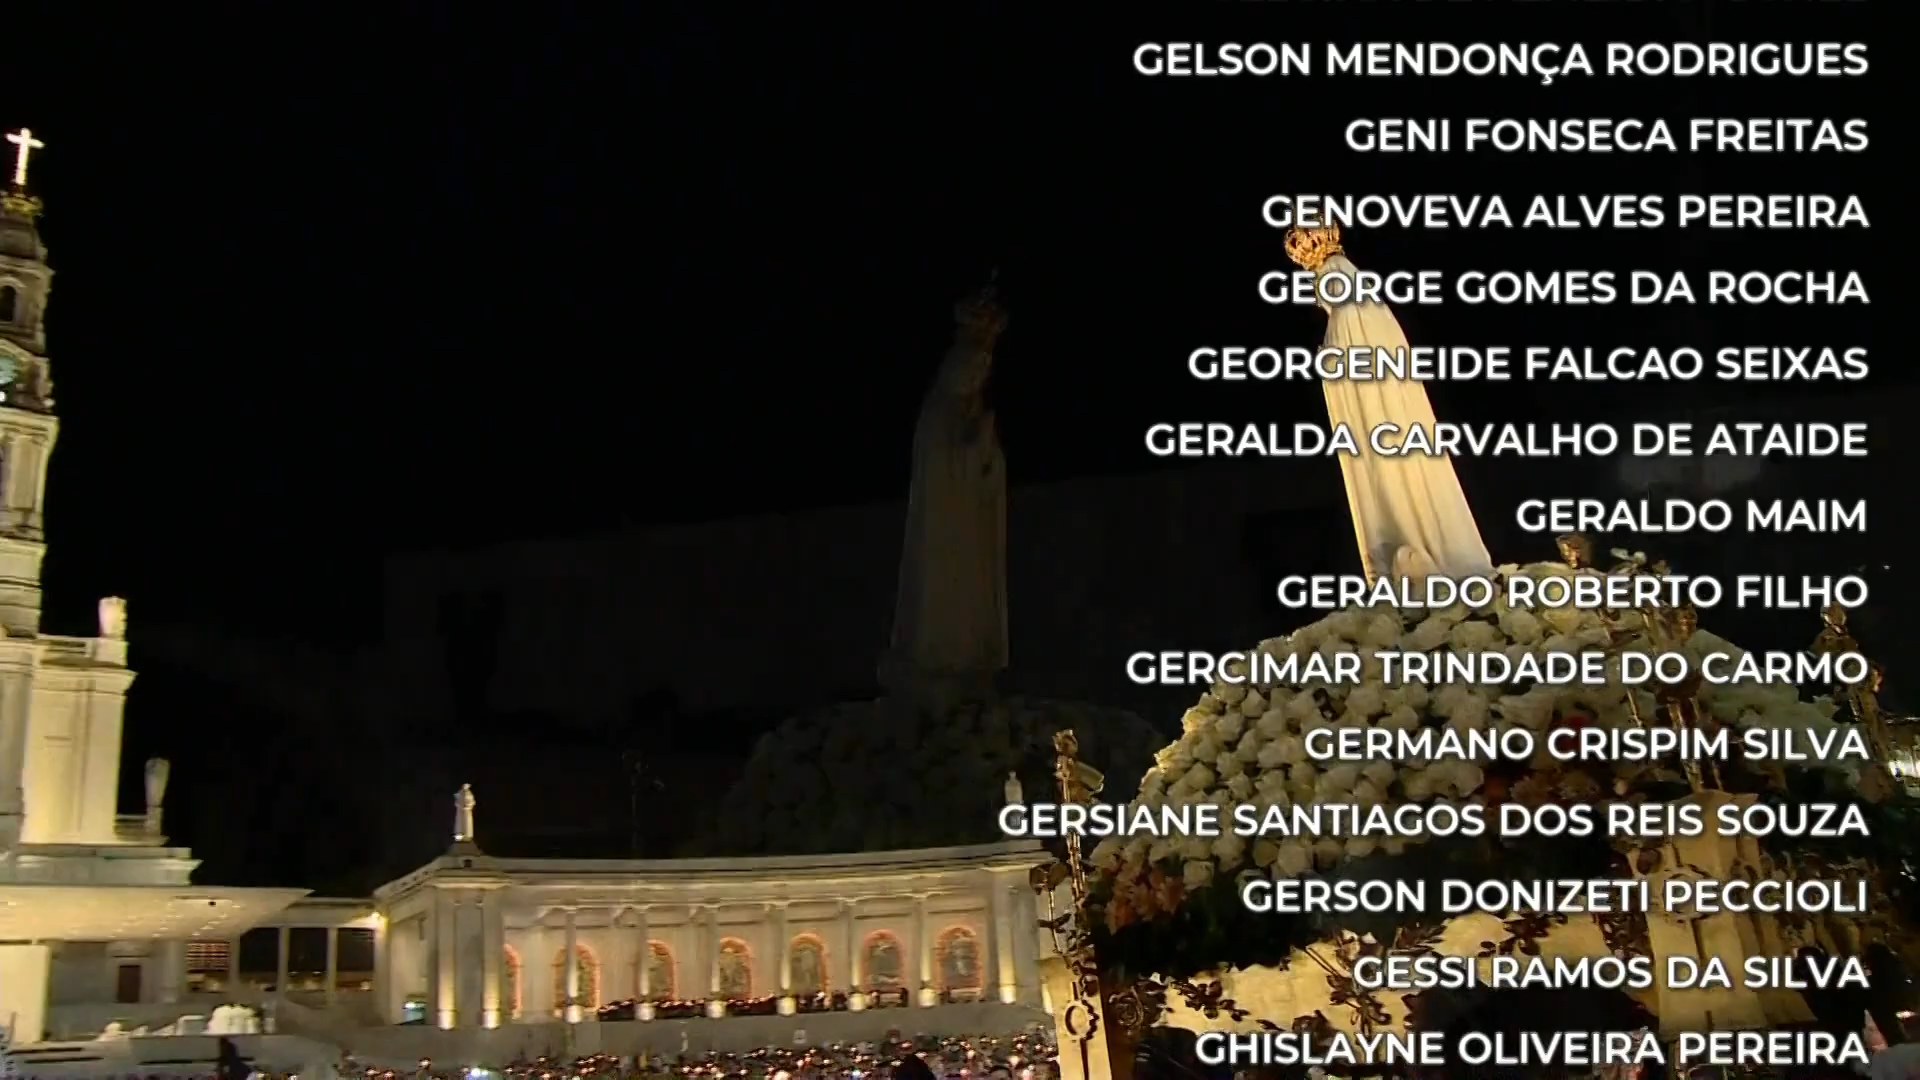 GELSON MENDONÇA RODRIGUES
GENI FONSECA FREITAS
GENOVEVA ALVES PEREIRA
GEORGE GOMES DA ROCHA
GEORGENEIDE FALCAO SEIXAS
GERALDA CARVALHO DE ATAIDE
GERALDO MAIM
GERALDO ROBERTO FILHO
GERCIMAR TRINDADE DO CARMO
GERMANO CRISPIM SILVA
GERSIANE SANTIAGOS DOS REIS SOUZA
GERSON DONIZETI PECCIOLI
GESSI RAMOS DA SILVA
GHISLAYNE OLIVEIRA PEREIRA